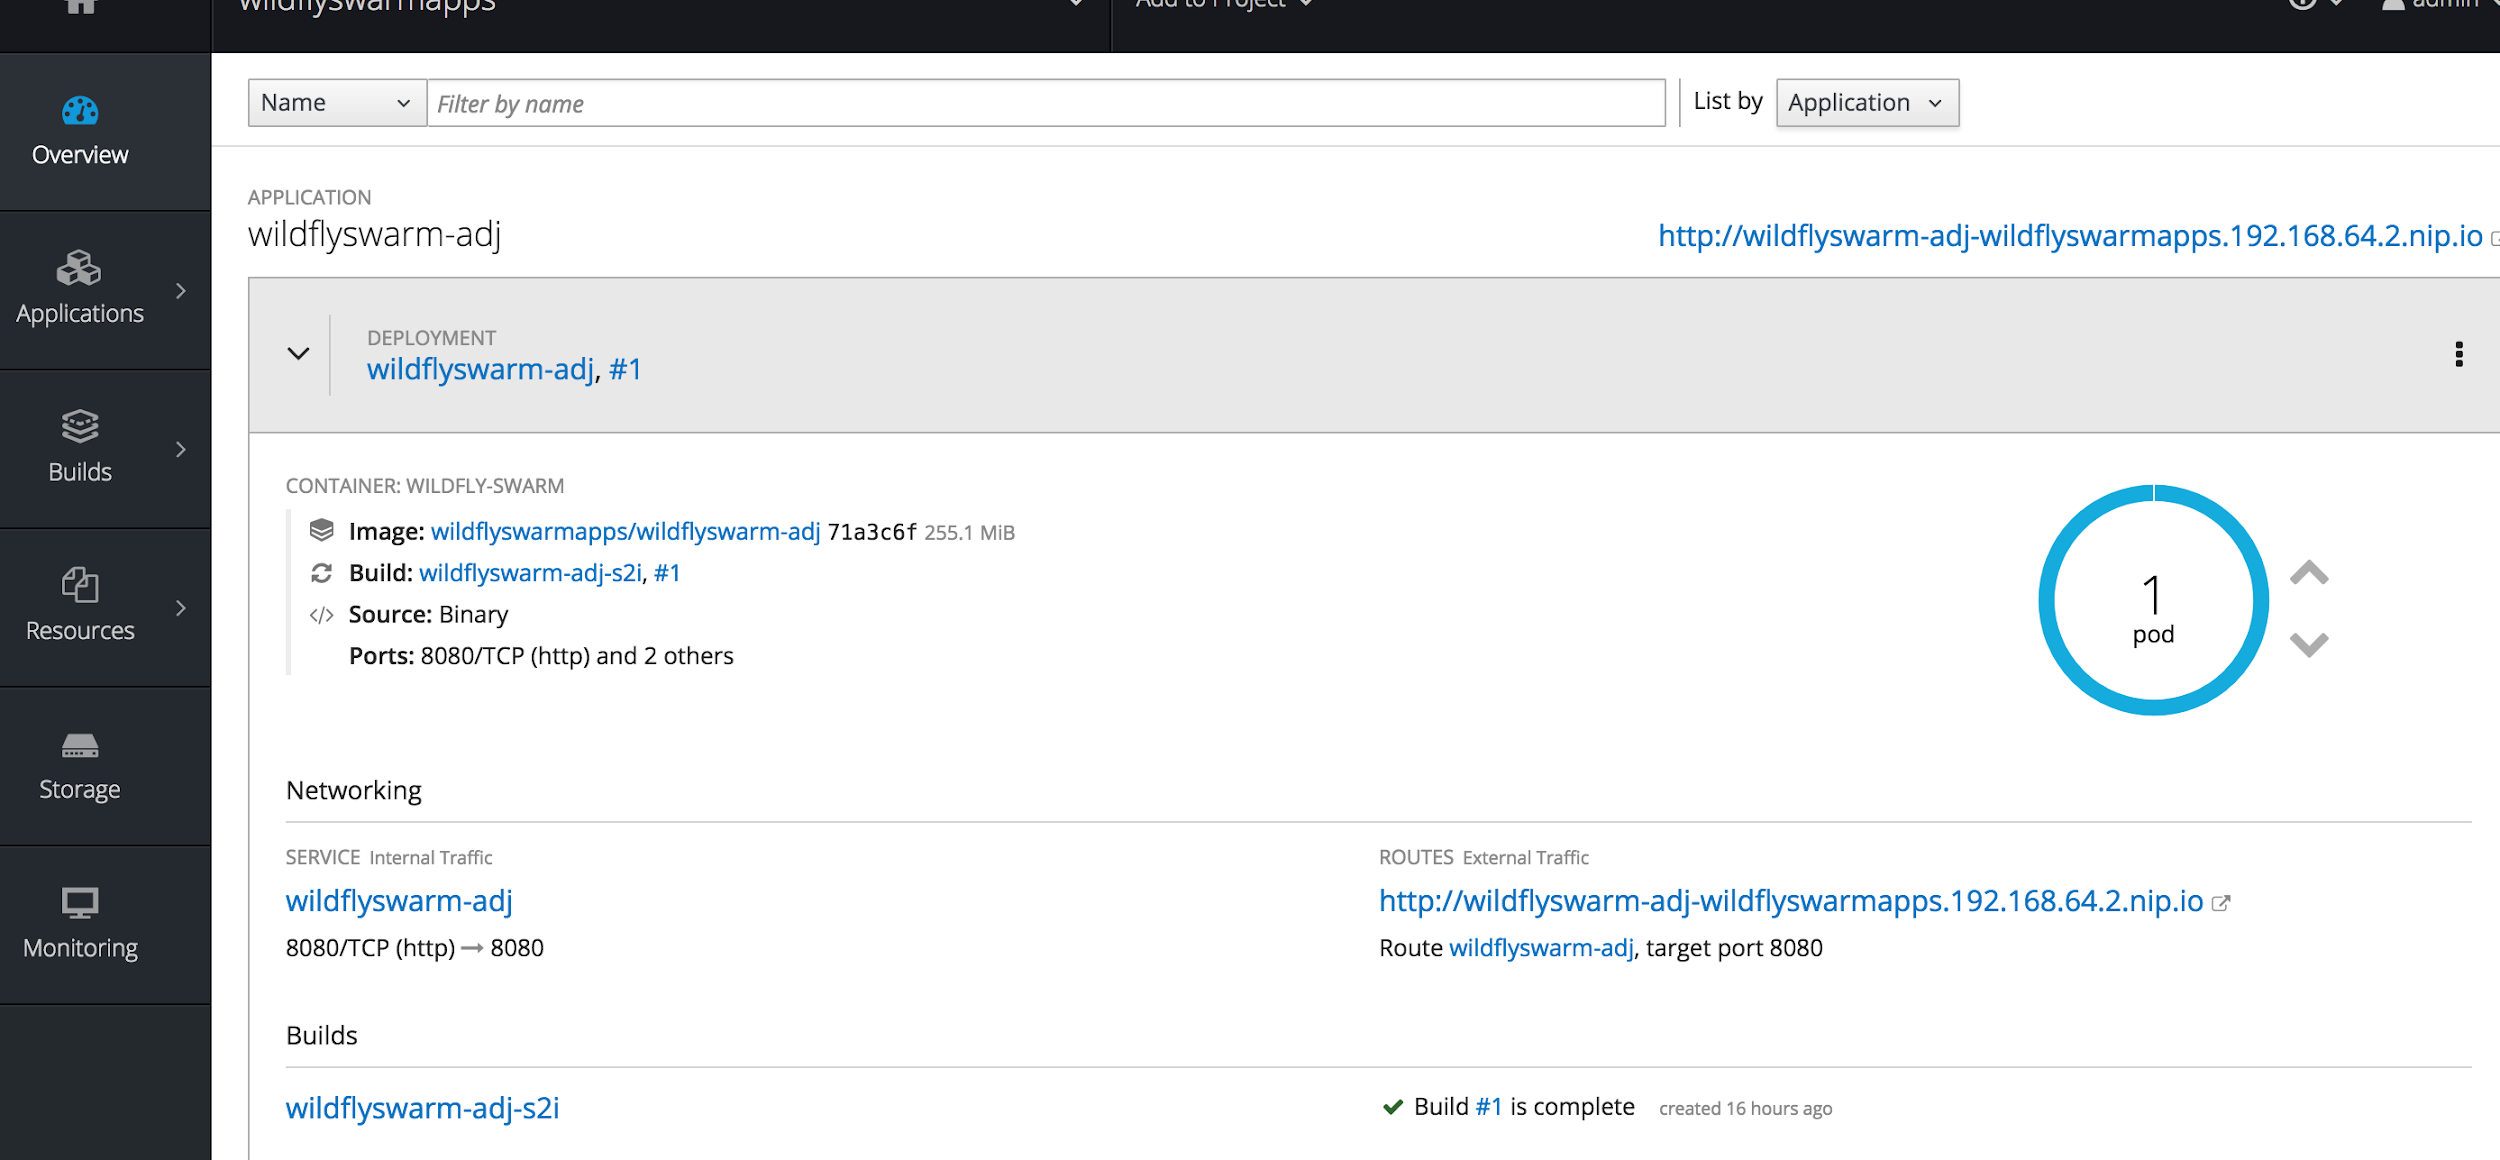 wildflyswarmapps
Add to Project
admin
Name
Filter by name
List by
Application
Overview
Applications
Builds
Resources
Storage
Monitoring
APPLICATION
wildflyswarm-adj
http://wildflyswarm-adj-wildflyswarmapps.192.168.64.2.nip.io
DEPLOYMENT
wildflyswarm-adj, #1
CONTAINER: WILDFLY-SWARM
Image: wildflyswarmapps/wildflyswarm-adj 71a3c6f 255.1 MiB
Build: wildflyswarm-adj-s2i, #1
</> Source: Binary
Ports: 8080/TCP (http) and 2 others
1
pod
Networking
SERVICE Internal Traffic
wildflyswarm-adj
8080/TCP (http) → 8080
ROUTES External Traffic
http://wildflyswarm-adj-wildflyswarmapps.192.168.64.2.nip.io
Route wildflyswarm-adj, target port 8080
Builds
wildflyswarm-adj-s2i
✔ Build #1 is complete created 16 hours ago